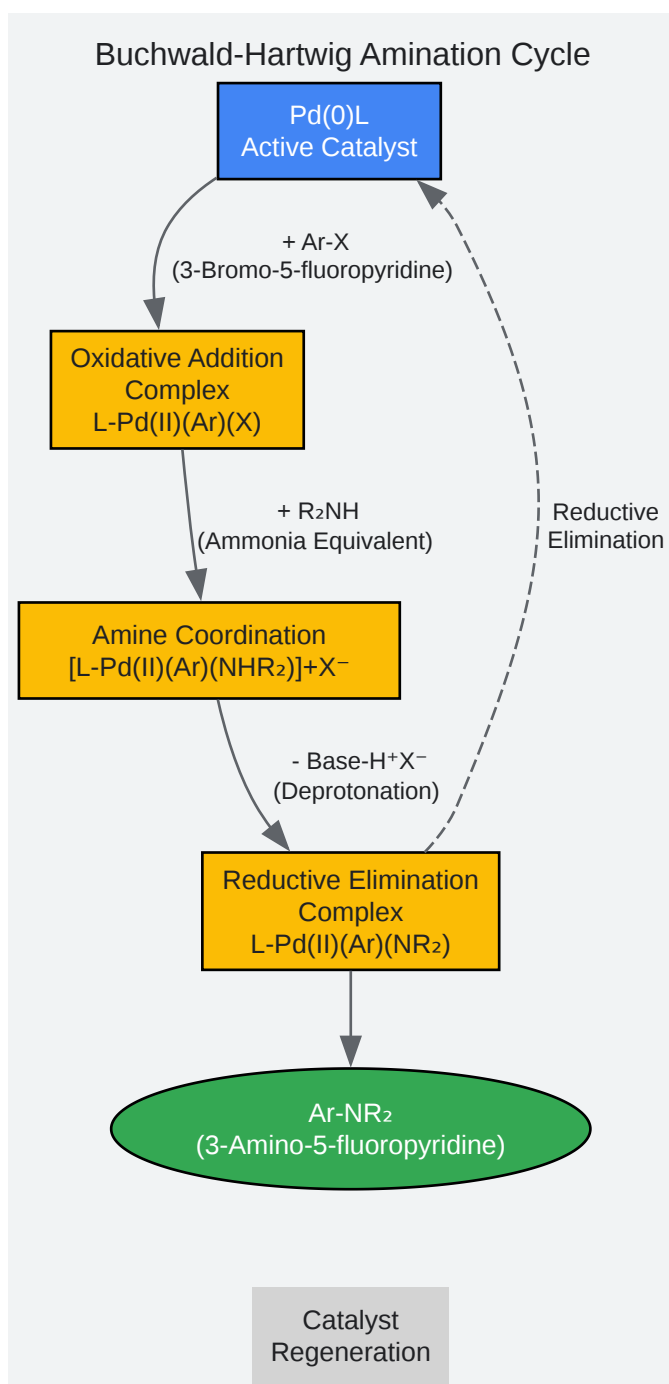 Buchwald-Hartwig Amination Cycle
Pd(0)L
Active Catalyst
+ Ar-X
(3-Bromo-5-fluoropyridine)
Oxidative Addition
Complex
L-Pd(II)(Ar)(X)
+ R₂NH
(Ammonia Equivalent)
Reductive
Elimination
Amine Coordination
[L-Pd(II)(Ar)(NHR₂)]+X⁻
- Base-H⁺X⁻
(Deprotonation)
Reductive Elimination
Complex
L-Pd(II)(Ar)(NR₂)
Ar-NR₂
(3-Amino-5-fluoropyridine)
Catalyst
Regeneration